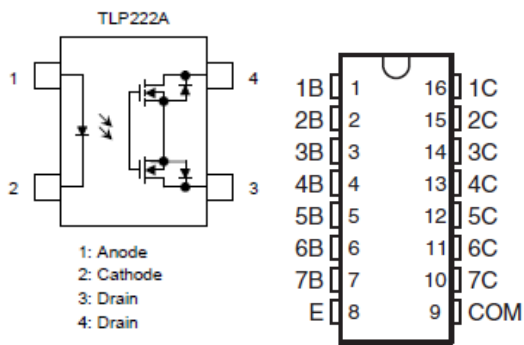 TLP222A
1 4
2 3
1: Anode
2: Cathode
3: Drain
4: Drain
1B 1 16 1C
2B 2 15 2C
3B 3 14 3C
4B 4 13 4C
5B 5 12 5C
6B 6 11 6C
7B 7 10 7C
E 8 9 COM